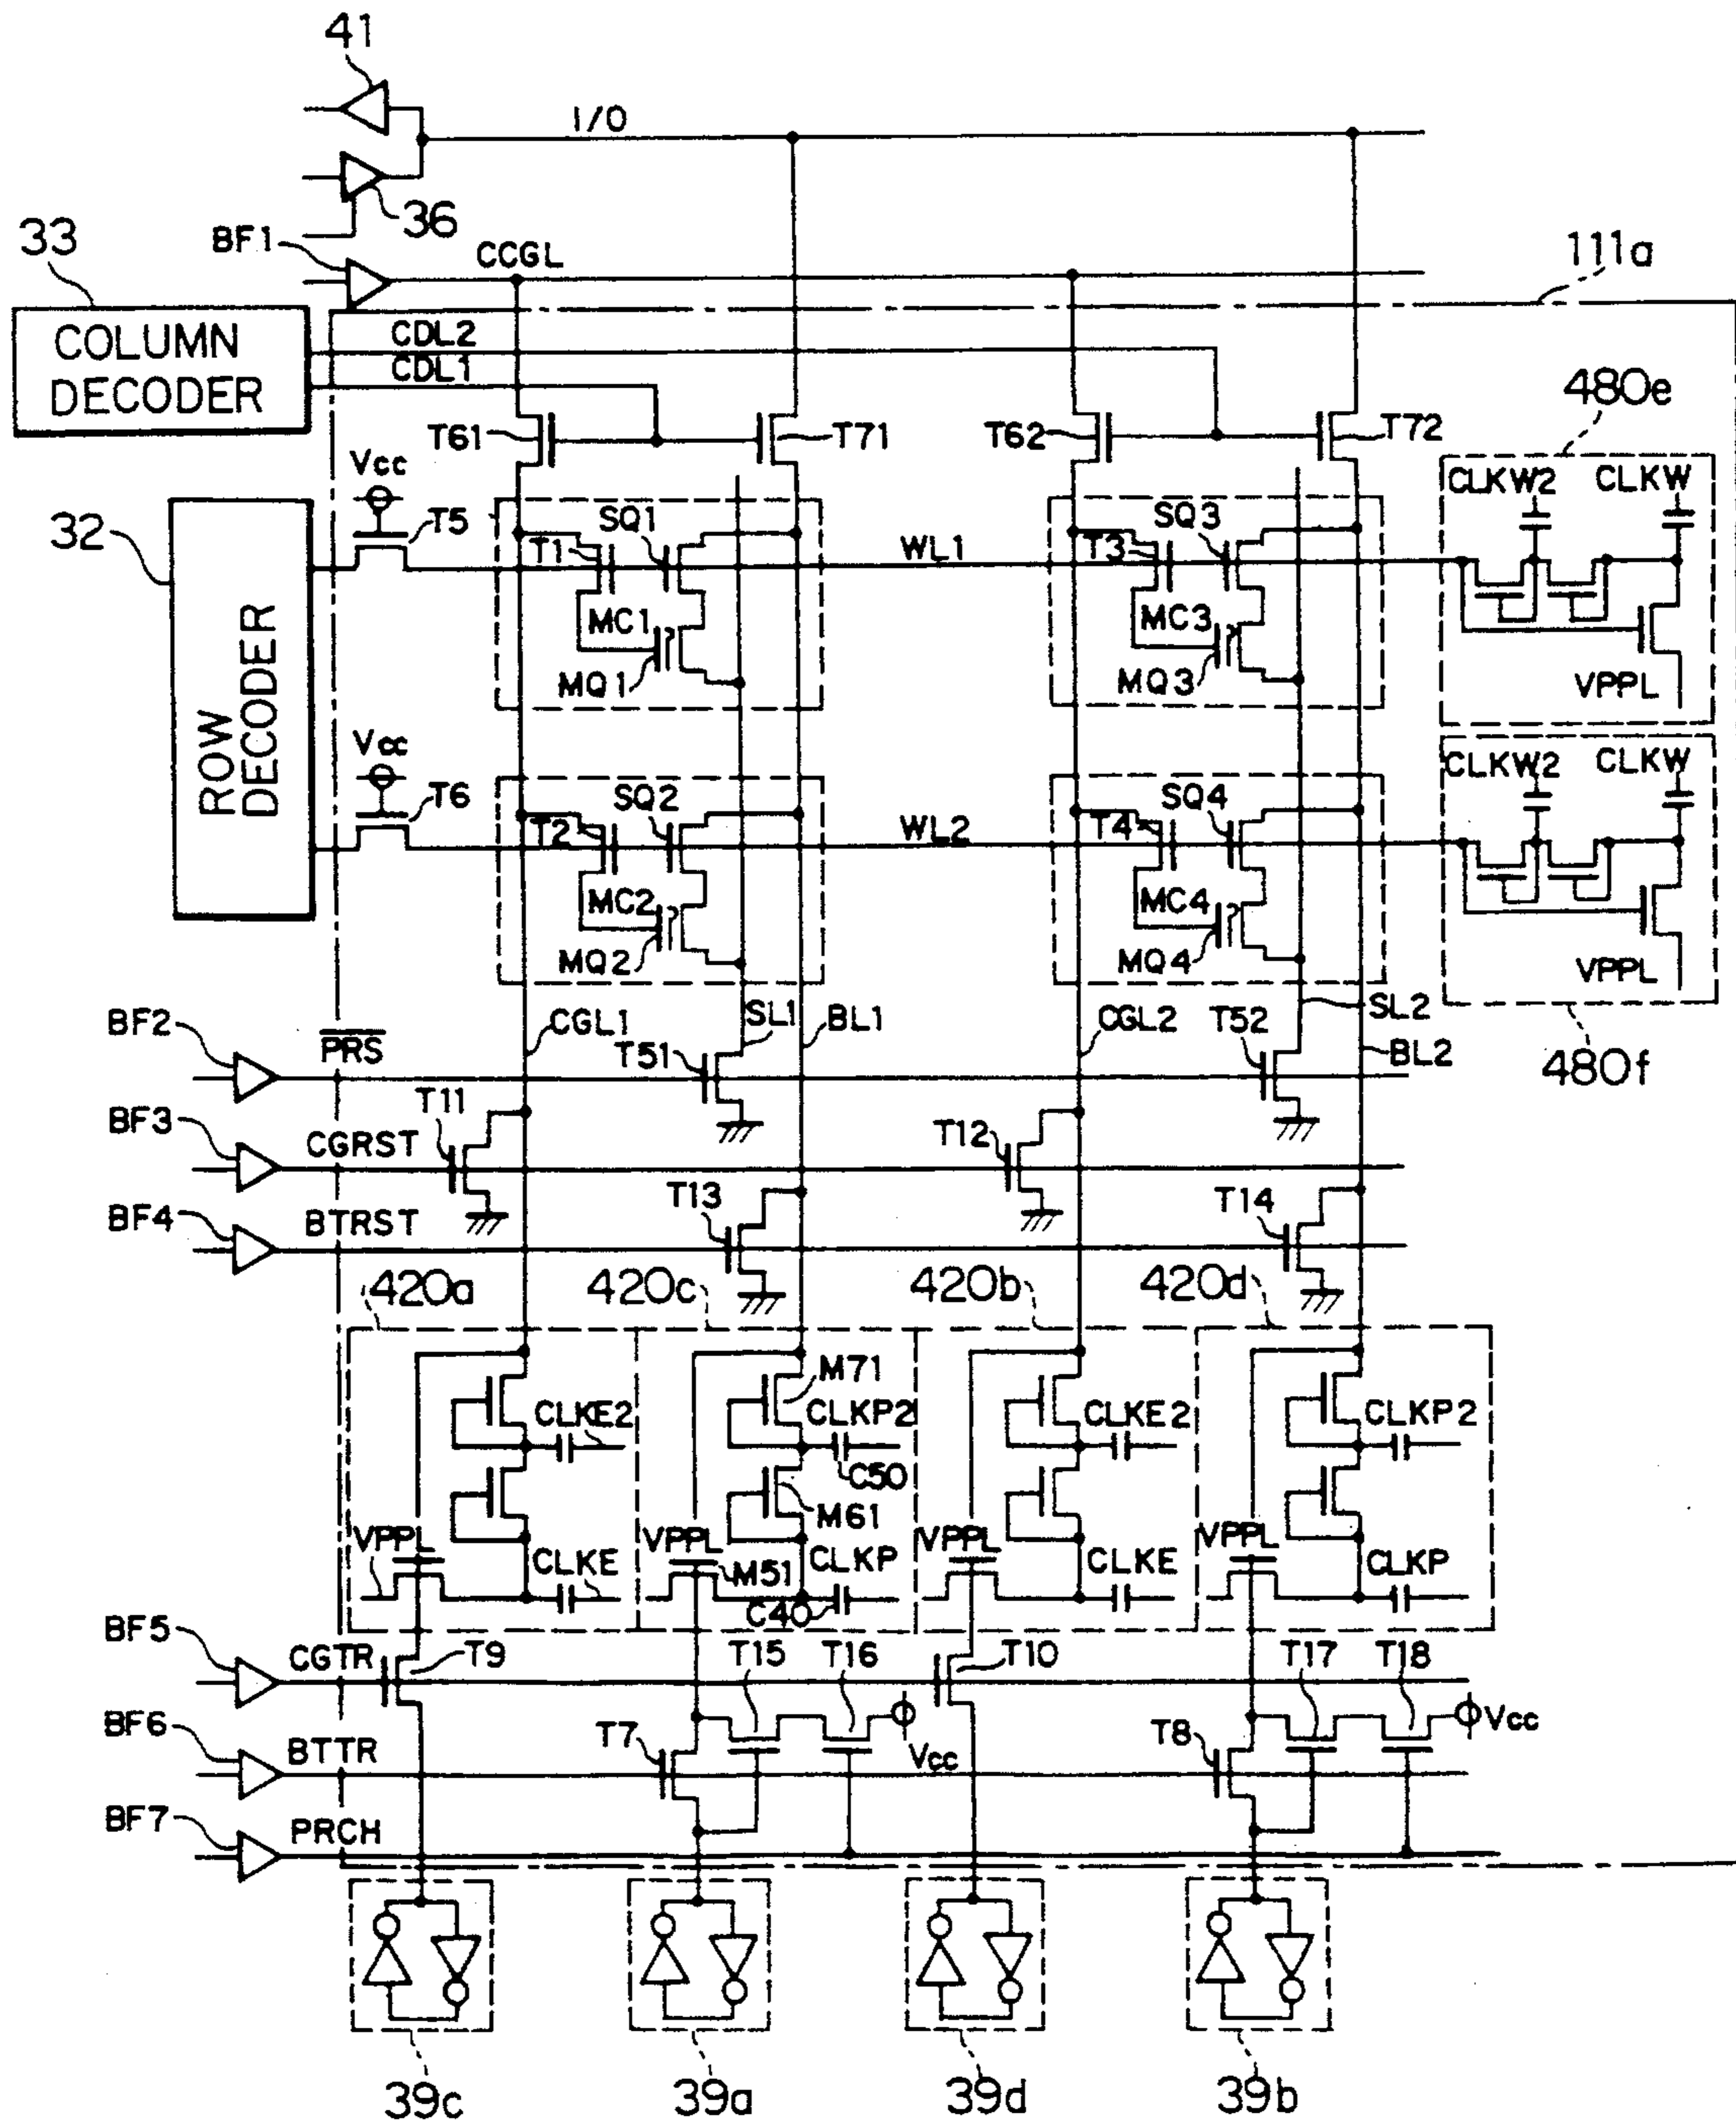 41
I/O
36
33
BF1
CCGL
111a
COLUMN
DECODER
CDL2
CDL1
T61
T71
T62
T72
480e
Vcc
CLKW2
CLKW
32
T5
SQ1
T1
WL1
SQ3
T3
MC1
MC3
MQ1
MQ3
VPPL
ROW
DECODER
Vcc
T6
SQ2
T2
WL2
SQ4
T4
CLKW2
CLKW
MC2
MC4
MQ2
MQ4
VPPL
BF2
PRS
CGL1
SL1
BL1
T51
CGL2
T52
SL2
BL2
480f
BF3
CGRST
T11
T12
BF4
BTRST
T13
T14
420a
420c
420b
420d
M71
CLKE2
CLKP2
CLKE2
CLKP2
C50
M61
VPPL
CLKE
VPPL
M51
CLKP
C40
VPPL
CLKE
VPPL
CLKP
BF5
CGTR
T9
T15
T16
T10
T17
T18
BF6
BTTR
T7
Vcc
T8
Vcc
BF7
PRCH
39c
39a
39d
39b